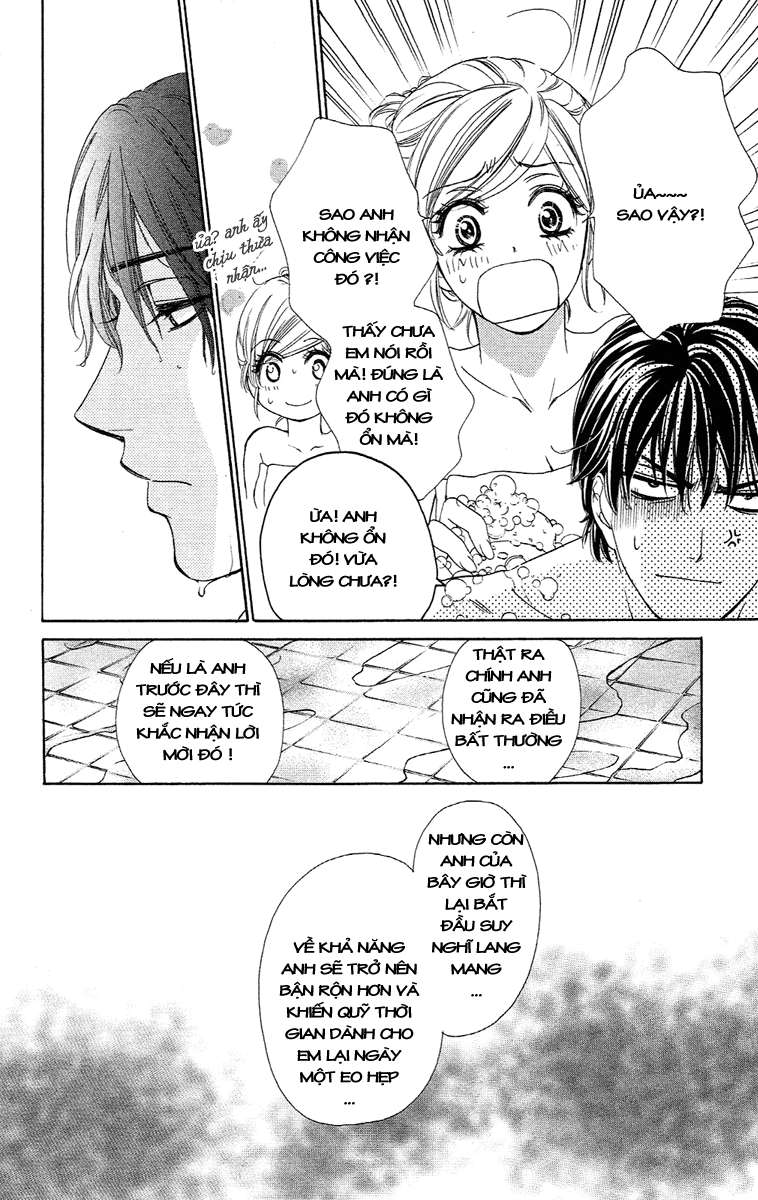 ỦA~~~
SAO VẬY?!
SAO ANH
KHÔNG NHẬN
CÔNG VIỆC
ĐÓ ?!
THẤY CHƯA
EM NÓI RỒI
MÀ! ĐÚNG LÀ
ANH CÓ GÌ
ĐÓ KHÔNG
ỔN MÀ!
ỪA! ANH
KHÔNG ỔN
ĐÓ! VỪA
LÒNG CHƯA?!
ủa? anh ấy
chịu thừa
nhận...
THẬT RA
CHÍNH ANH
CŨNG ĐÃ
NHẬN RA ĐIỀU
BẤT THƯỜNG
...
NẾU LÀ ANH
TRƯỚC ĐÂY THÌ
SẼ NGAY TỨC
KHẮC NHẬN LỜI
MỜI ĐÓ !
NHƯNG CÒN
ANH CỦA
BÂY GIỜ THÌ
LẠI BẮT
ĐẦU SUY
NGHĨ LANG
MANG
...
VỀ KHẢ NĂNG
ANH SẼ TRỞ NÊN
BẬN RỘN HƠN VÀ
KHIẾN QUỸ THỜI
GIAN DÀNH CHO
EM LẠI NGÀY
MỘT EO HẸP
...